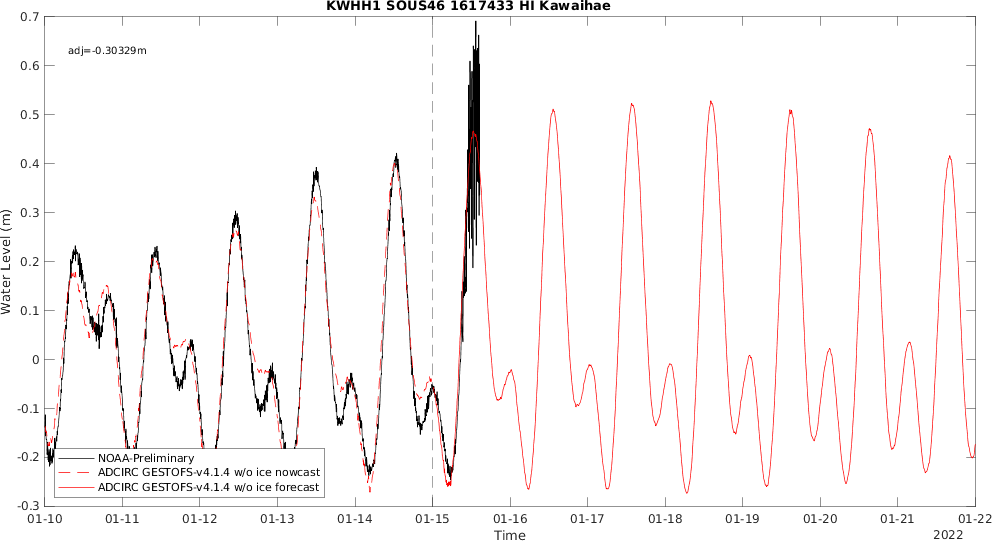 KWHH1 SOUS46 1617433 HI Kawaihae
adj=-0.30329m
0.7
0.6
0.5
0.4
0.3
0.2
0.1
0
-0.1
-0.2
-0.3
Water Level (m)
NOAA-Preliminary
ADCIRC GESTOFS-v4.1.4 w/o ice nowcast
ADCIRC GESTOFS-v4.1.4 w/o ice forecast
01-10 01-11 01-12 01-13 01-14 01-15 01-16 01-17 01-18 01-19 01-20 01-21 01-22
Time
2022